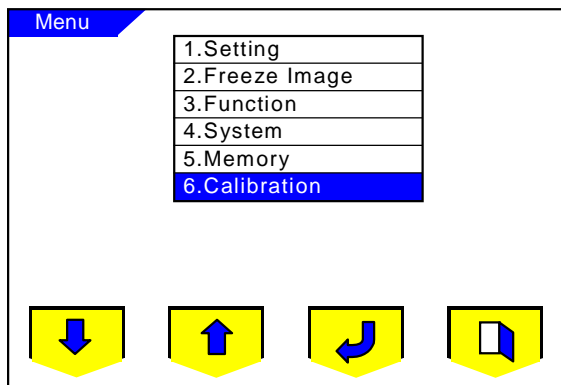 Menu
1.Setting
2.Freeze Image
3.Function
4.System
5.Memory
6.Calibration